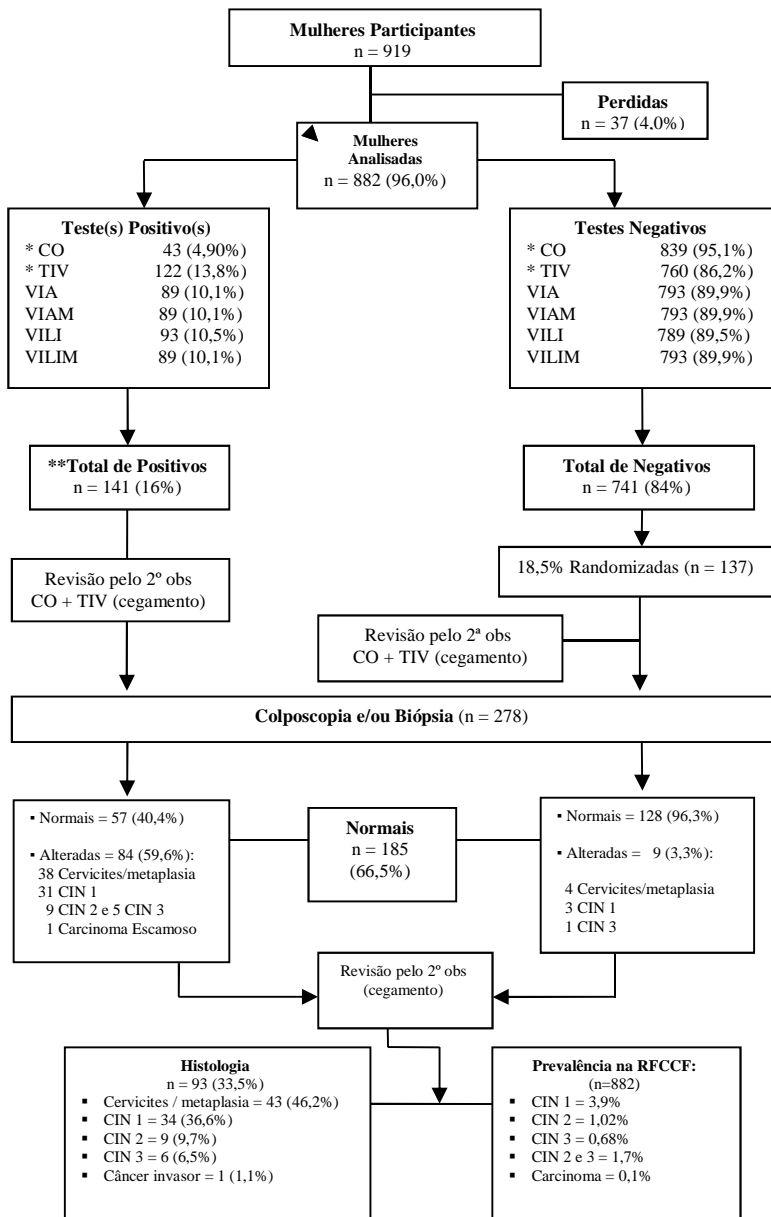 Mulheres Participantes
n = 919
Perdidas
n = 37 (4.0%)
Mulheres
Analisadas
n = 882 (96,0%)
Teste(s) Positivo(s)
* CO 43 (4,90%)
* TIV 122 (13,8%)
VIA 89 (10,1%)
VIAM 89 (10,1%)
VILI 93 (10,5%)
VILIM 89 (10,1%)
Testes Negativos
* CO 839 (95,1%)
* TIV 760 (86,2%)
VIA 793 (89,9%)
VIAM 793 (89,9%)
VILI 789 (89,5%)
VILIM 793 (89,9%)
**Total de Positivos
n = 141 (16%)
Total de Negativos
n = 741 (84%)
Revisão pelo 2º obs
CO + TIV (cegamento)
18,5% Randomizadas (n = 137)
Revisão pelo 2ª obs
CO + TIV (cegamento)
Colposcopia e/ou Biópsia (n = 278)
▪ Normais = 57 (40,4%)
▪ Alteradas = 84 (59,6%):
38 Cervicites/metaplasia
31 CIN 1
9 CIN 2 e 5 CIN 3
1 Carcinoma Escamoso
Normais
n = 185
(66,5%)
▪ Normais = 128 (96,3%)
▪ Alteradas = 9 (3,3%):
4 Cervicites/metaplasia
3 CIN 1
1 CIN 3
Revisão pelo 2º obs
(cegamento)
Histologia
n = 93 (33,5%)
▪ Cervicites / metaplasia = 43 (46,2%)
▪ CIN 1 = 34 (36,6%)
▪ CIN 2 = 9 (9,7%)
▪ CIN 3 = 6 (6,5%)
▪ Câncer invasor = 1 (1,1%)
Prevalência na RFCCF:
(n=882)
▪ CIN 1 = 3,9%
▪ CIN 2 = 1,02%
▪ CIN 3 = 0,68%
▪ CIN 2 e 3 = 1,7%
▪ Carcinoma = 0,1%